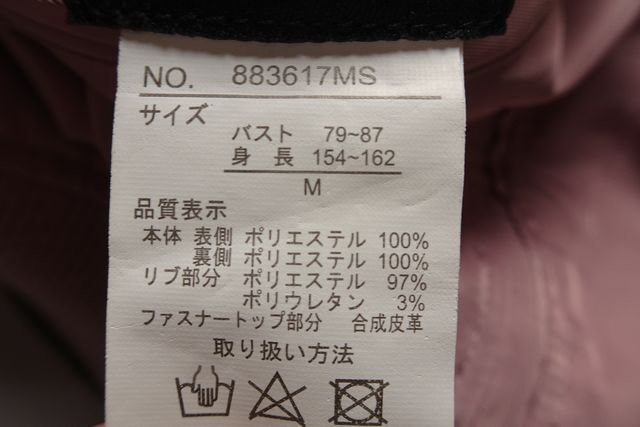 NO. 883617MS
サイズ
バスト 79~87
身 長 154~162
M
品質表示
本体 表側 ポリエステル 100%
裏側 ポリエステル 100%
リブ部分 ポリエステル 97%
ポリウレタン 3%
ファスナートップ部分 合成皮革
取り扱い方法